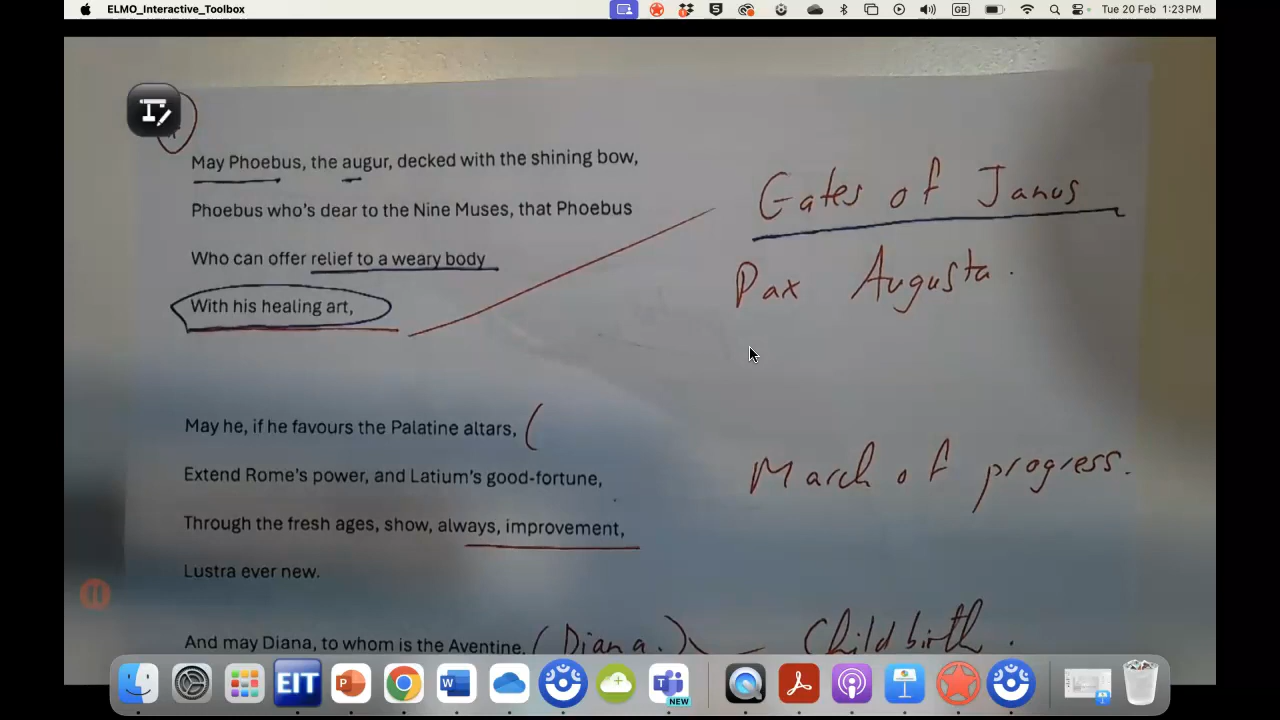 ELMO_Interactive_Toolbox
GB
Tue 20 Feb 1:23 PM
May Phoebus, the augur, decked with the shining bow,
Phoebus who's dear to the Nine Muses, that Phoebus
Who can offer relief to a weary body
With his healing art,
Gates of Janus
Pax Augusta.
May he, if he favours the Palatine altars, (
Extend Rome's power, and Latium's good-fortune,
Through the fresh ages, show, always, improvement,
Lustra ever new.
March of progress.
And may Diana, to whom is the Aventine, (Diana.) – Childbirth.
EIT
P
W
T
NEW